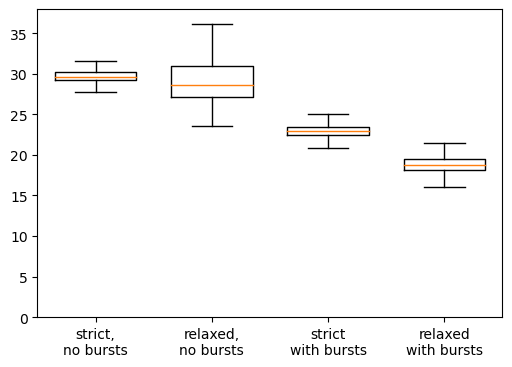 35
30
25
20
15
10
5
0
strict,
no bursts
relaxed,
no bursts
strict
with bursts
relaxed
with bursts